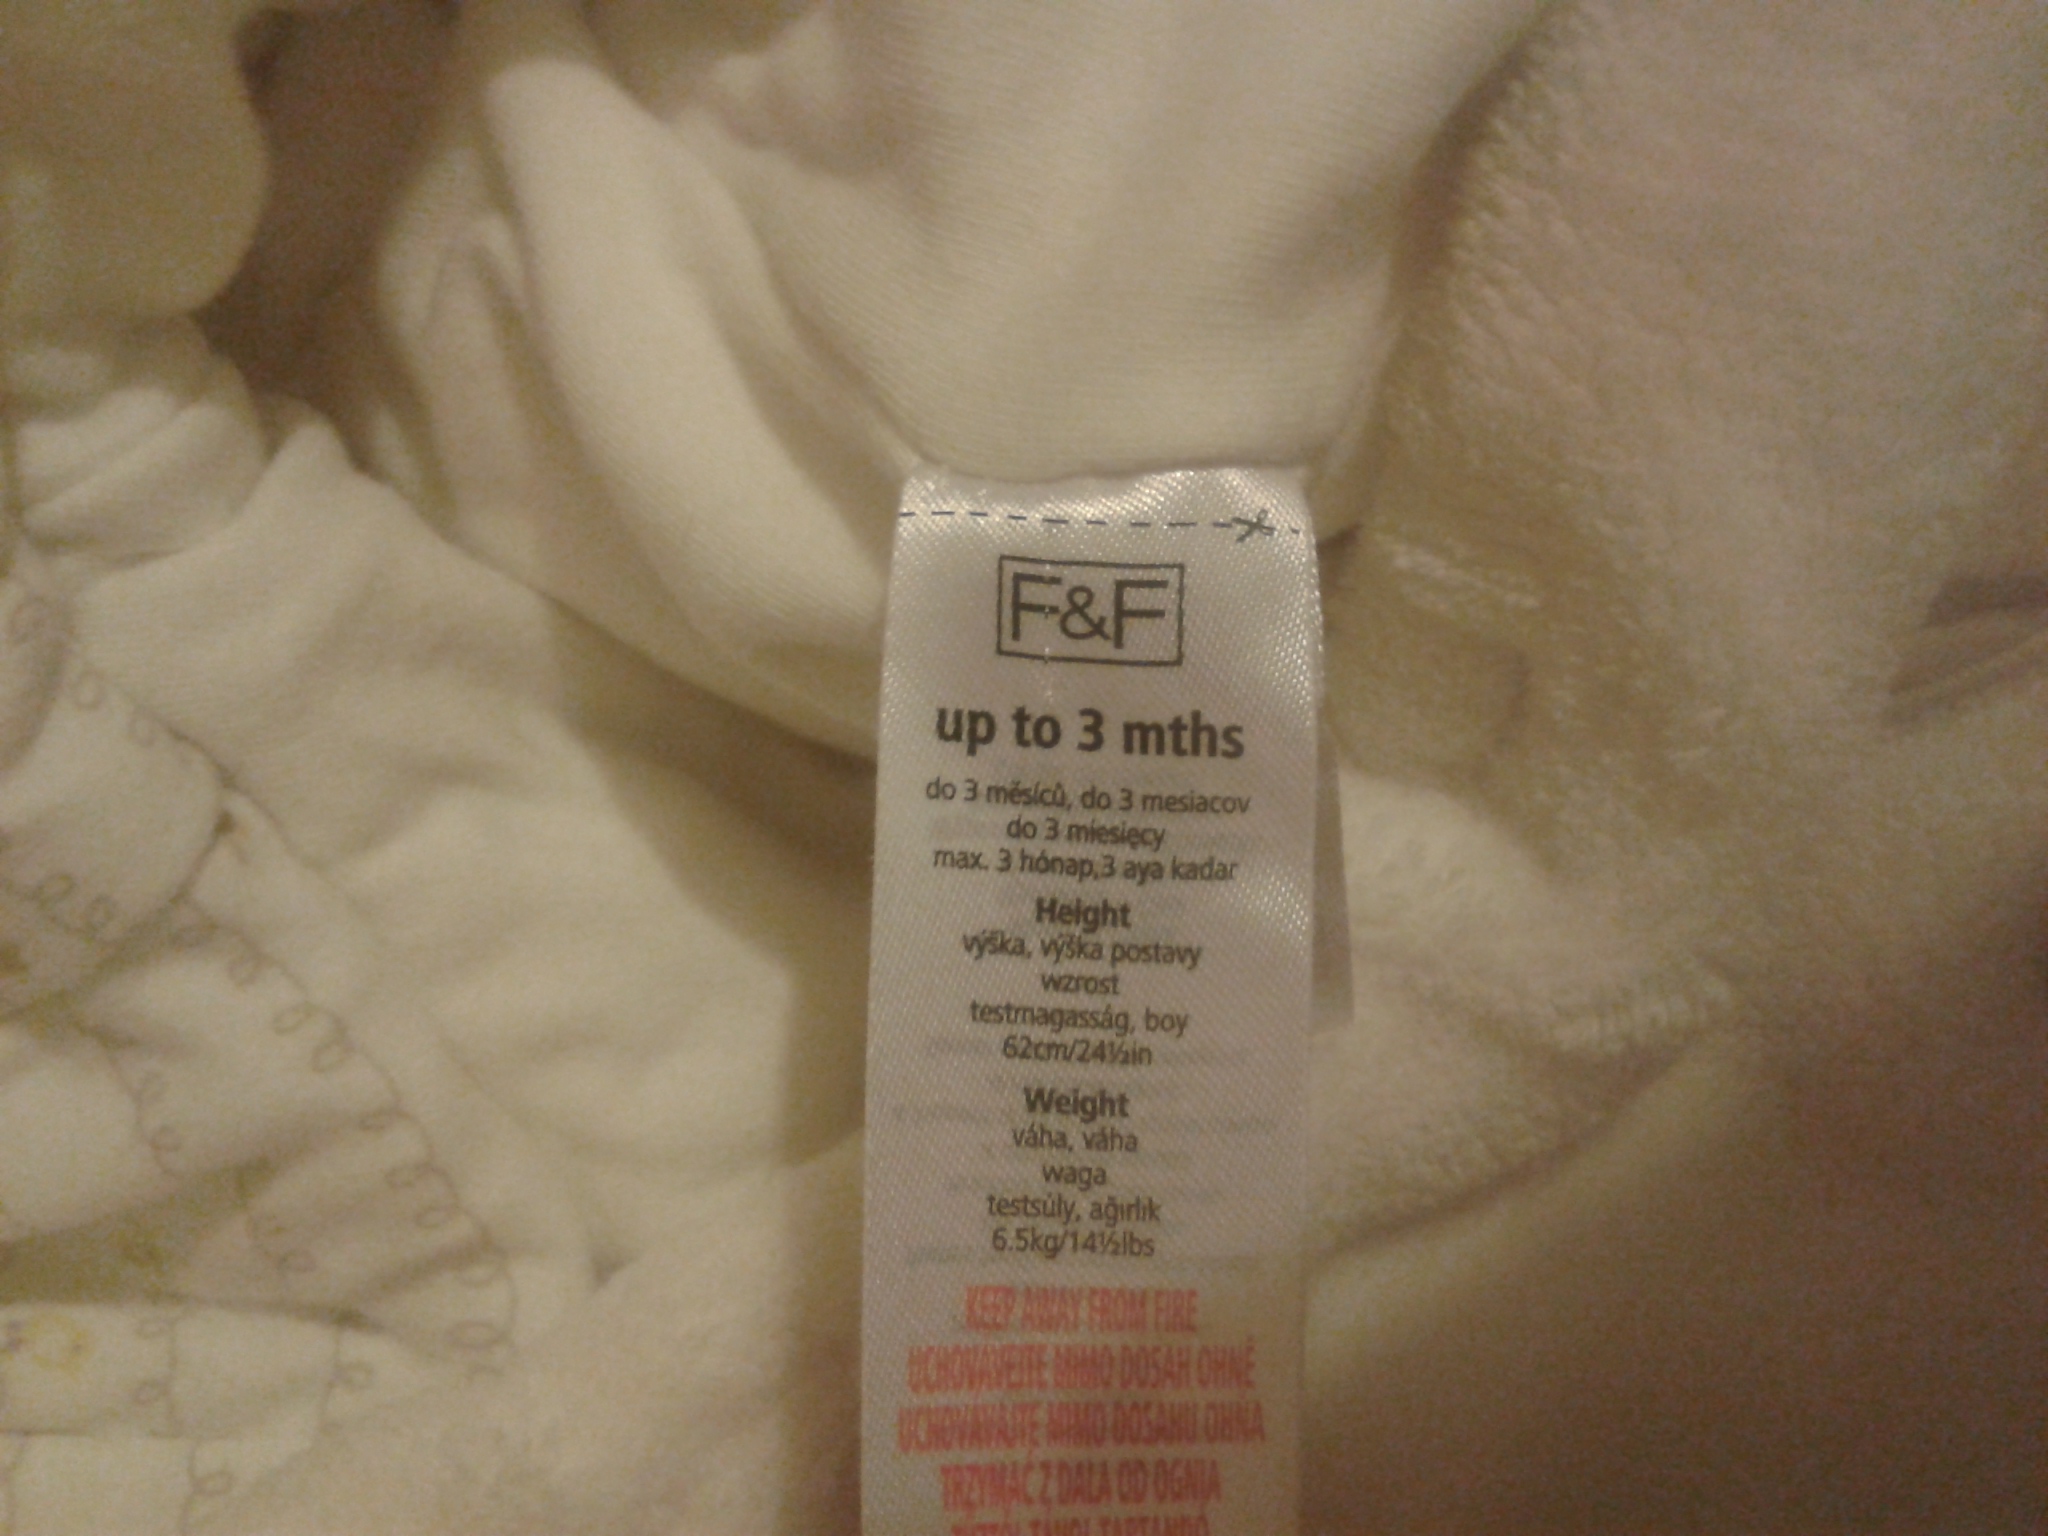 F&F
up to 3 mths
do 3 měsíců, do 3 mesiacov
do 3 miesięcy
max. 3 hónap,3 aya kadar
Height
výška, výška postavy
wzrost
testmagasság, boy
62cm/24½in
Weight
váha, váha
waga
testsúly, ağırlık
6.5kg/14½lbs
KEEP AWAY FROM FIRE
UCHOVÁVEJTE MIMO DOSAH OHNĚ
UCHOVÁVAJTE MIMO DOSAHU OHŇA
TRZYMAĆ Z DALA OD OGNIA